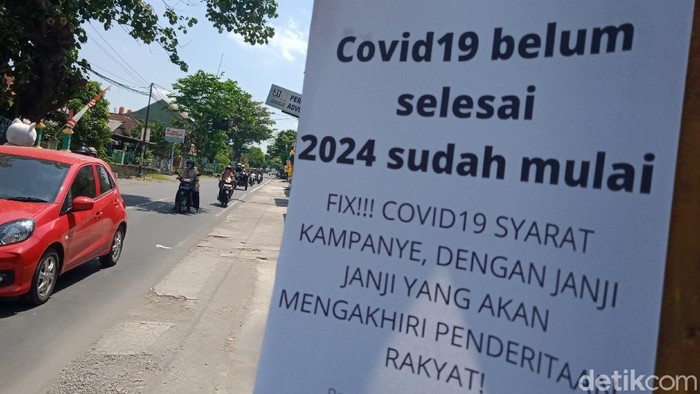 Covid19 belum
selesai
2024 sudah mulai
FIX!!! COVID19 SYARAT
KAMPANYE, DENGAN JANJI
JANJI YANG AKAN
MENGAKHIRI PENDERITAAN
RAKYAT!
detikcom